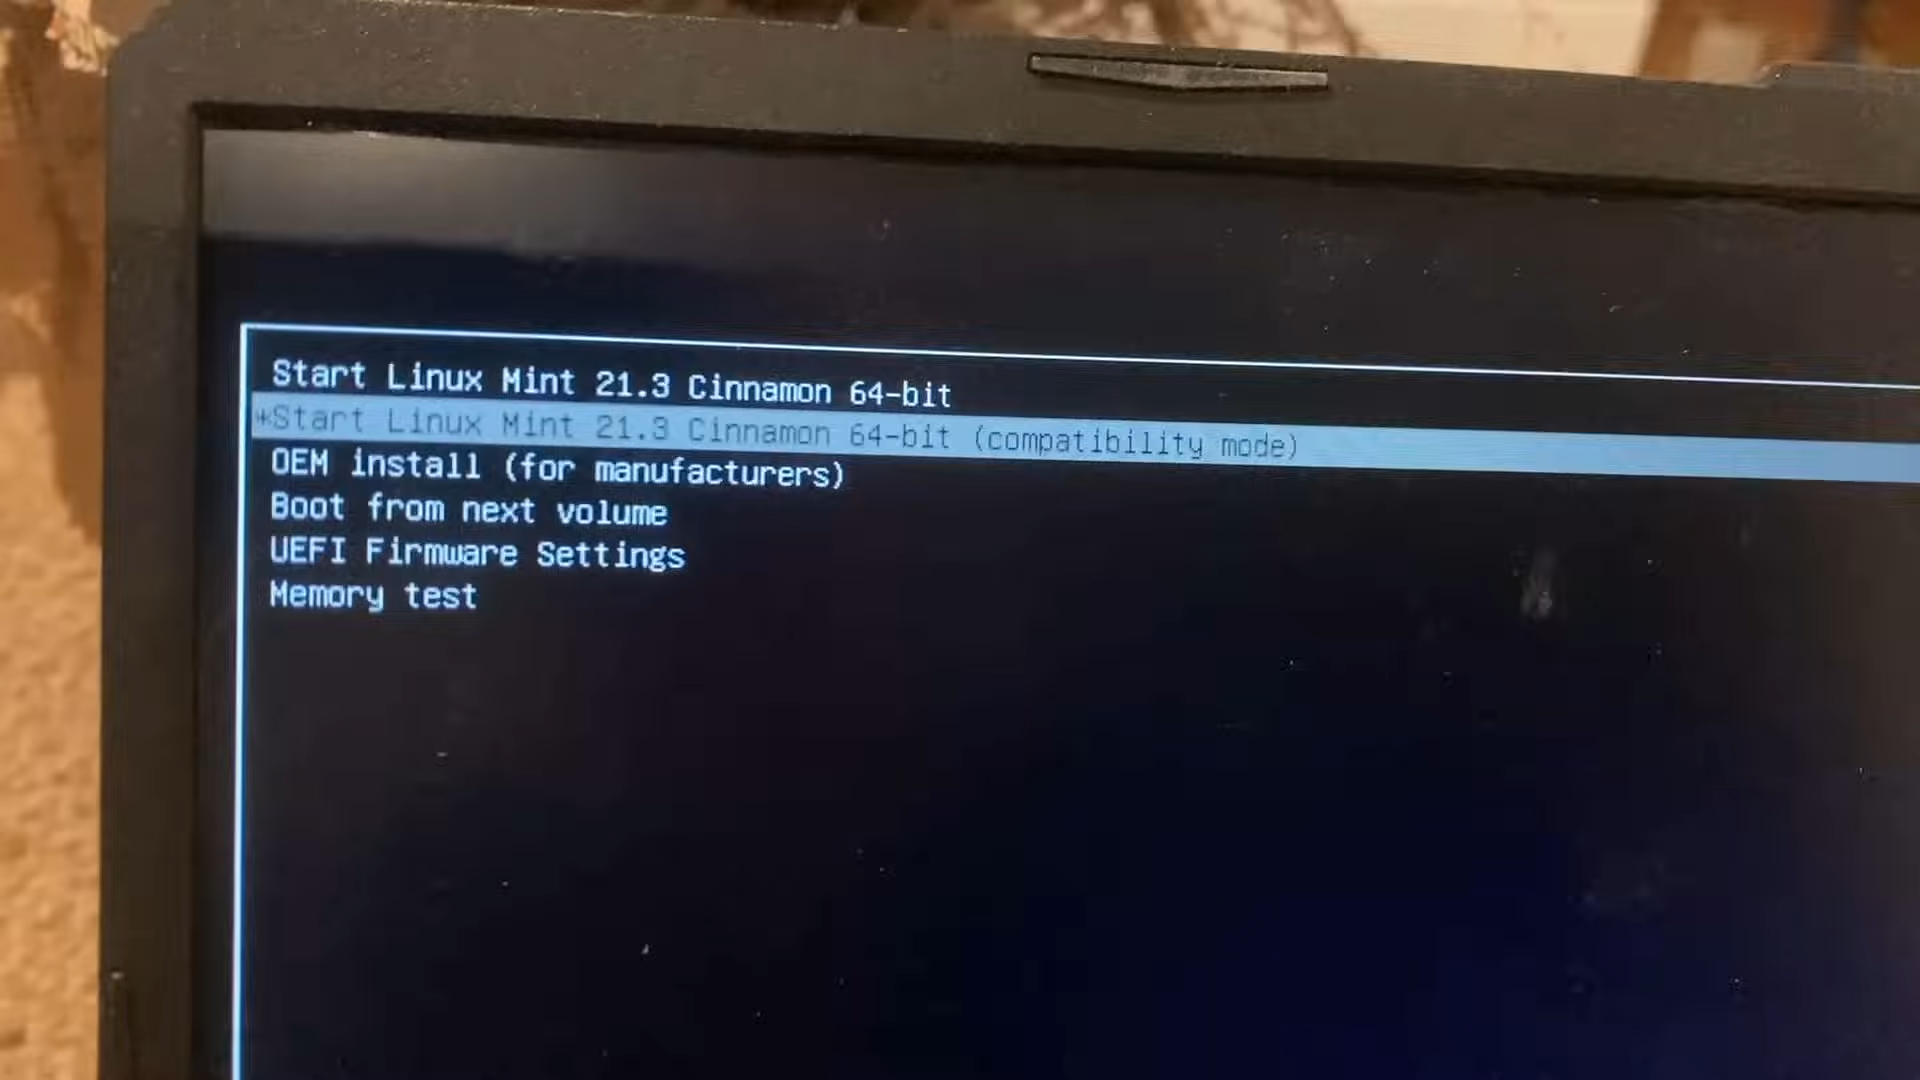 Start Linux Mint 21.3 Cinnamon 64-bit
*Start Linux Mint 21.3 Cinnamon 64-bit (compatibility mode)
OEM install (for manufacturers)
Boot from next volume
UEFI Firmware Settings
Memory test